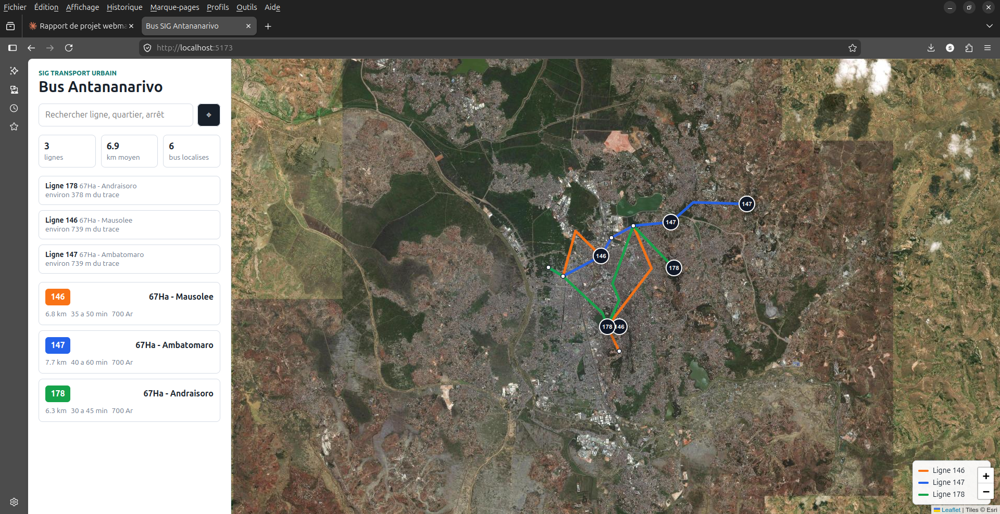 Fichier Édition Affichage Historique Marque-pages Profils Outils Aide
Rapport de projet webma
Bus SIG Antananarivo
http://localhost:5173
S
SIG TRANSPORT URBAIN
Bus Antananarivo
Rechercher ligne, quartier, arrêt
3
lignes
6.9
km moyen
6
bus localises
Ligne 178 67Ha - Andraisoro
environ 378 m du trace
Ligne 146 67Ha - Mausolee
environ 739 m du trace
Ligne 147 67Ha - Ambatomaro
environ 739 m du trace
146 67Ha - Mausolee
6.8 km 35 a 50 min 700 Ar
147 67Ha - Ambatomaro
7.7 km 40 a 60 min 700 Ar
178 67Ha - Andraisoro
6.3 km 30 a 45 min 700 Ar
147
147
146
178
178 146
Ligne 146
Ligne 147
Ligne 178
+
−
Leaflet | Tiles © Esri